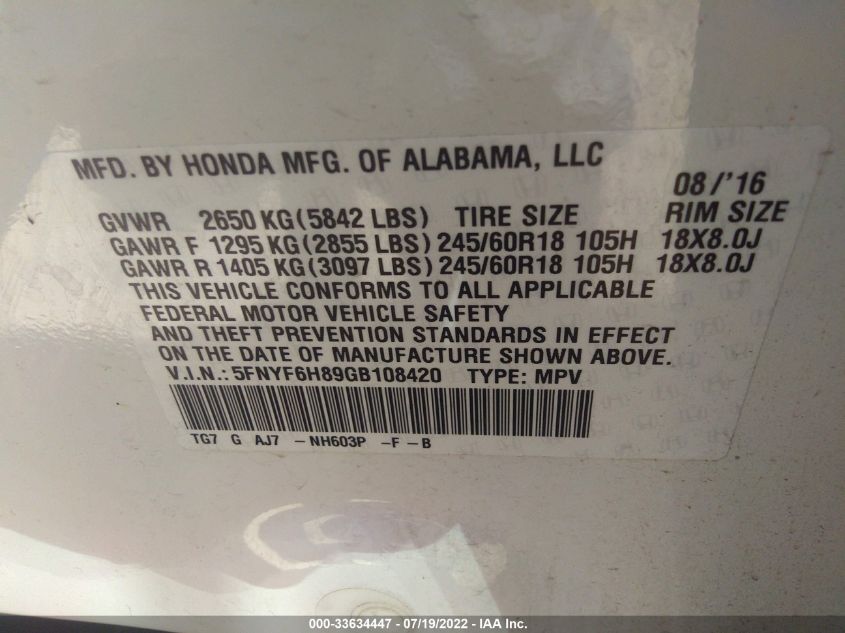 MFD. BY HONDA MFG. OF ALABAMA, LLC
08/'16
GVWR 2650 KG(5842 LBS) TIRE SIZE RIM SIZE
GAWR F 1295 KG(2855 LBS) 245/60R18 105H 18X8.0J
GAWR R 1405 KG(3097 LBS) 245/60R18 105H 18X8.0J
THIS VEHICLE CONFORMS TO ALL APPLICABLE
FEDERAL MOTOR VEHICLE SAFETY
AND THEFT PREVENTION STANDARDS IN EFFECT
ON THE DATE OF MANUFACTURE SHOWN ABOVE.
V.I.N.: 5FNYF6H89GB108420 TYPE: MPV
TG7 G AJ7 -NH603P -F -B
000-33634447 - 07/19/2022 - IAA Inc.